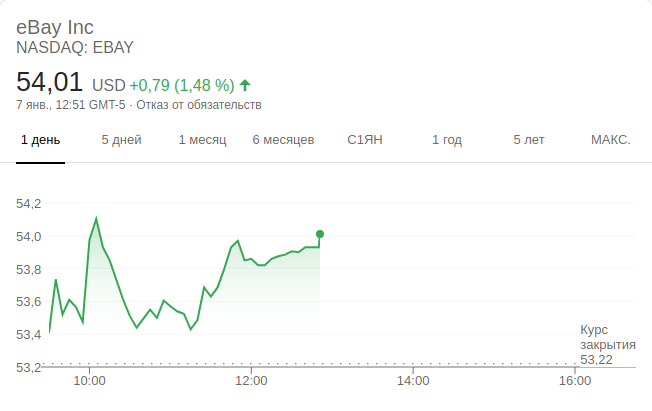 eBay Inc
NASDAQ: EBAY
54,01 USD +0,79 (1,48 %)
7 янв., 12:51 GMT-5 · Отказ от обязательств
1 день 5 дней 1 месяц 6 месяцев С1ЯН 1 год 5 лет МАКС.
54,2
54,0
53,8
53,6
53,4
53,2
Курс
закрытия
53,22
10:00 12:00 14:00 16:00